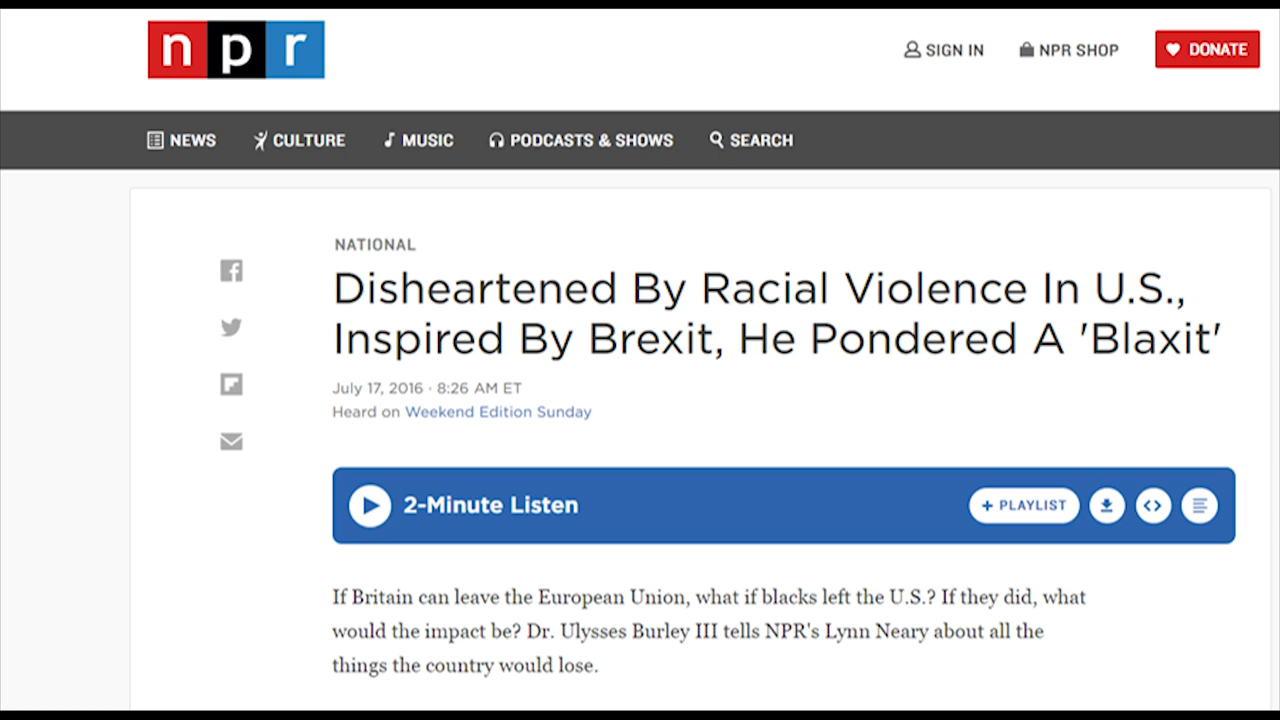 npr
SIGN IN
NPR SHOP
DONATE
NEWS
CULTURE
MUSIC
PODCASTS & SHOWS
SEARCH
NATIONAL
Disheartened By Racial Violence In U.S.,
Inspired By Brexit, He Pondered A 'Blaxit'
July 17, 2016 · 8:26 AM ET
Heard on Weekend Edition Sunday
2-Minute Listen
+ PLAYLIST
If Britain can leave the European Union, what if blacks left the U.S.? If they did, what
would the impact be? Dr. Ulysses Burley III tells NPR's Lynn Neary about all the
things the country would lose.